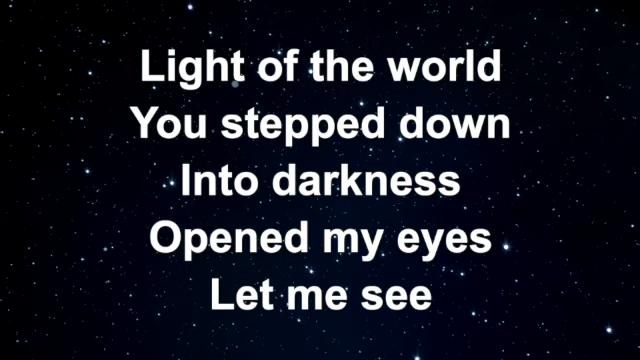 Light of the world
You stepped down
Into darkness
Opened my eyes
Let me see